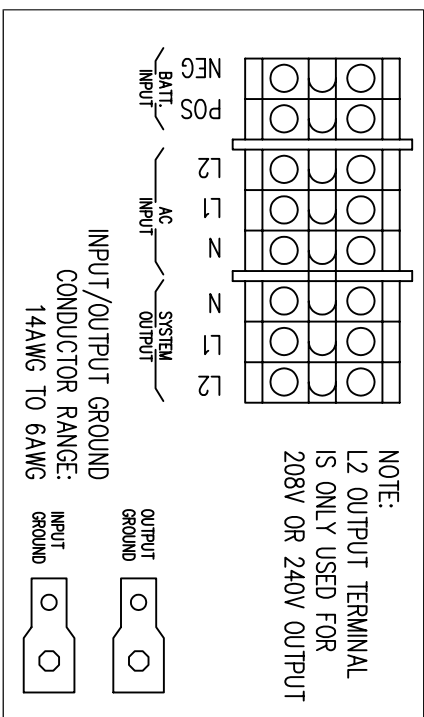 NEG
POS
L2
L1
N
N
L1
L2
BATT.
INPUT
AC
INPUT
SYSTEM
OUTPUT
NOTE:
L2 OUTPUT TERMINAL
IS ONLY USED FOR
208V OR 240V OUTPUT
INPUT/OUTPUT GROUND
CONDUCTOR RANGE:
14AWG TO 6AWG
OUTPUT
GROUND
INPUT
GROUND